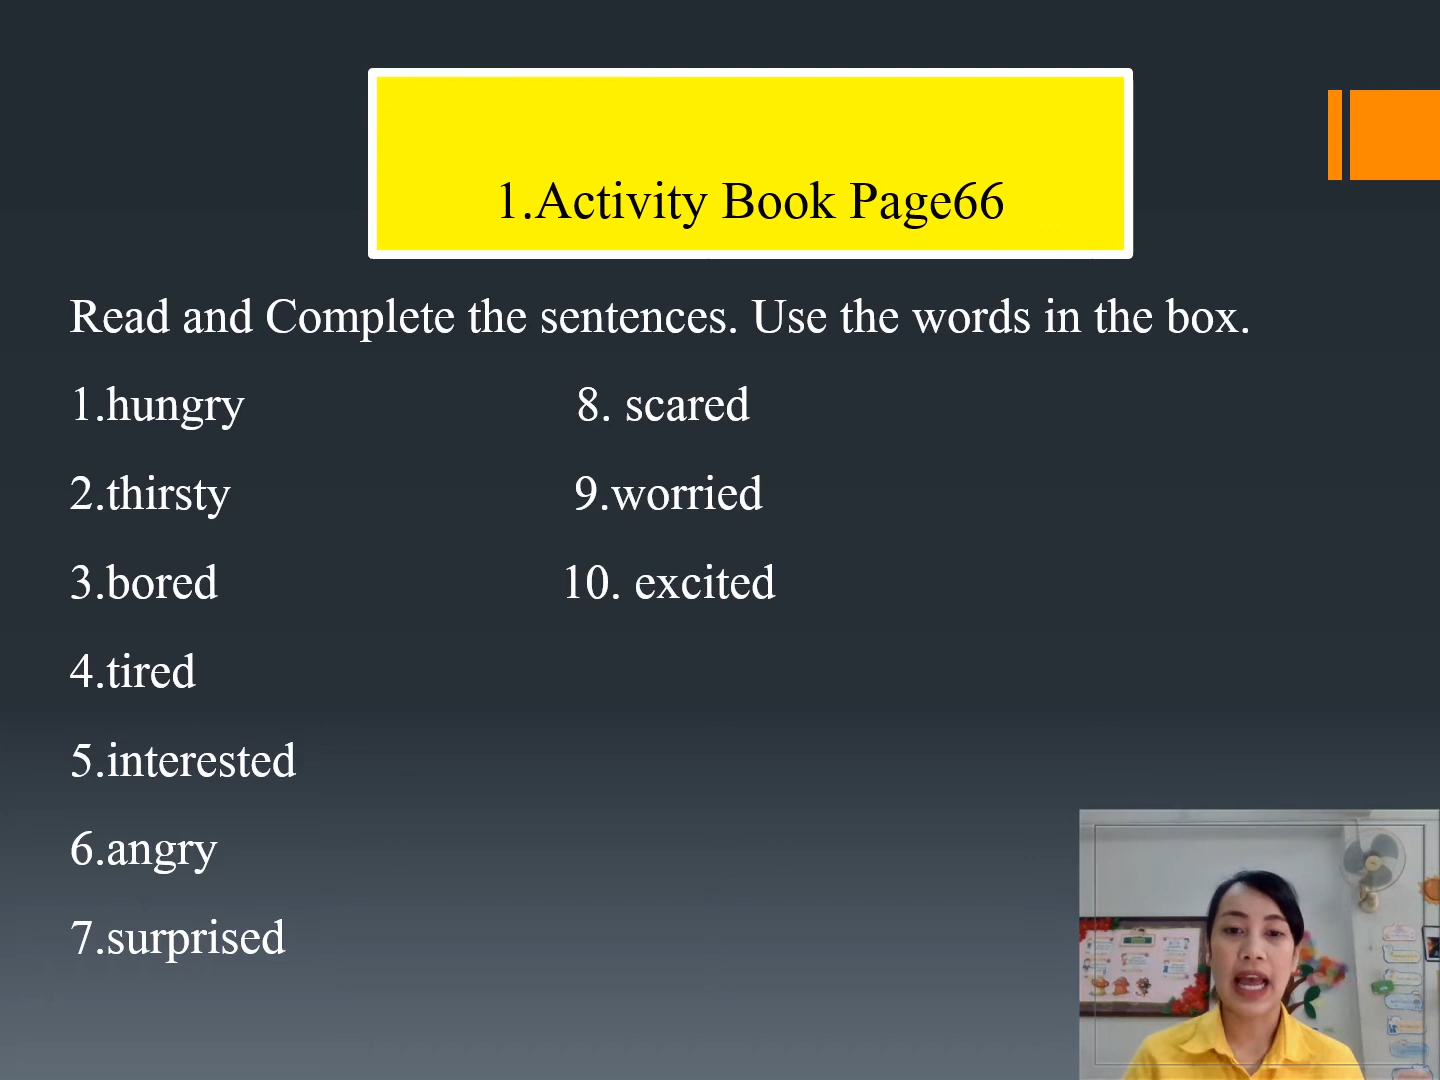 1.Activity Book Page66
Read and Complete the sentences. Use the words in the box.
1.hungry 8. scared
2.thirsty 9.worried
3.bored 10. excited
4.tired
5.interested
6.angry
7.surprised